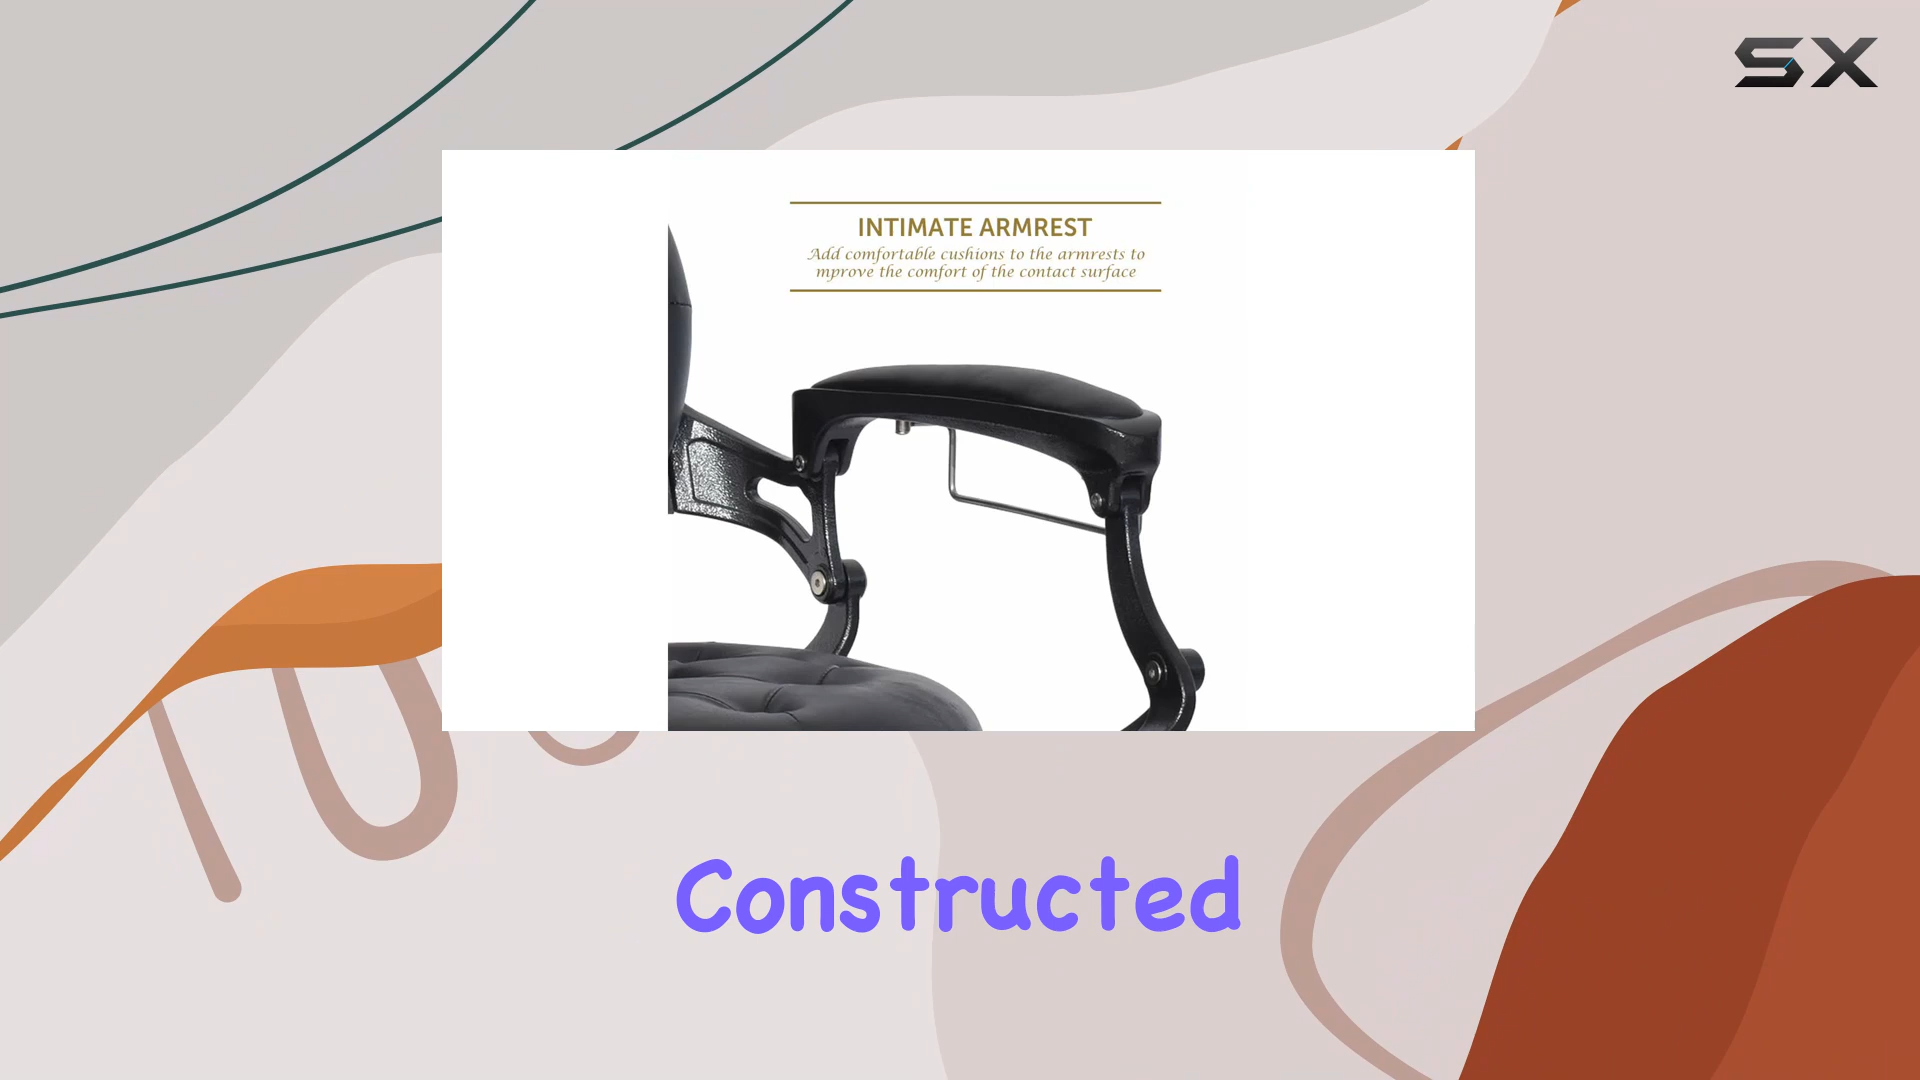 SX
INTIMATE ARMREST
Add comfortable cushions to the armrests to
mprove the comfort of the contact surface
Constructed